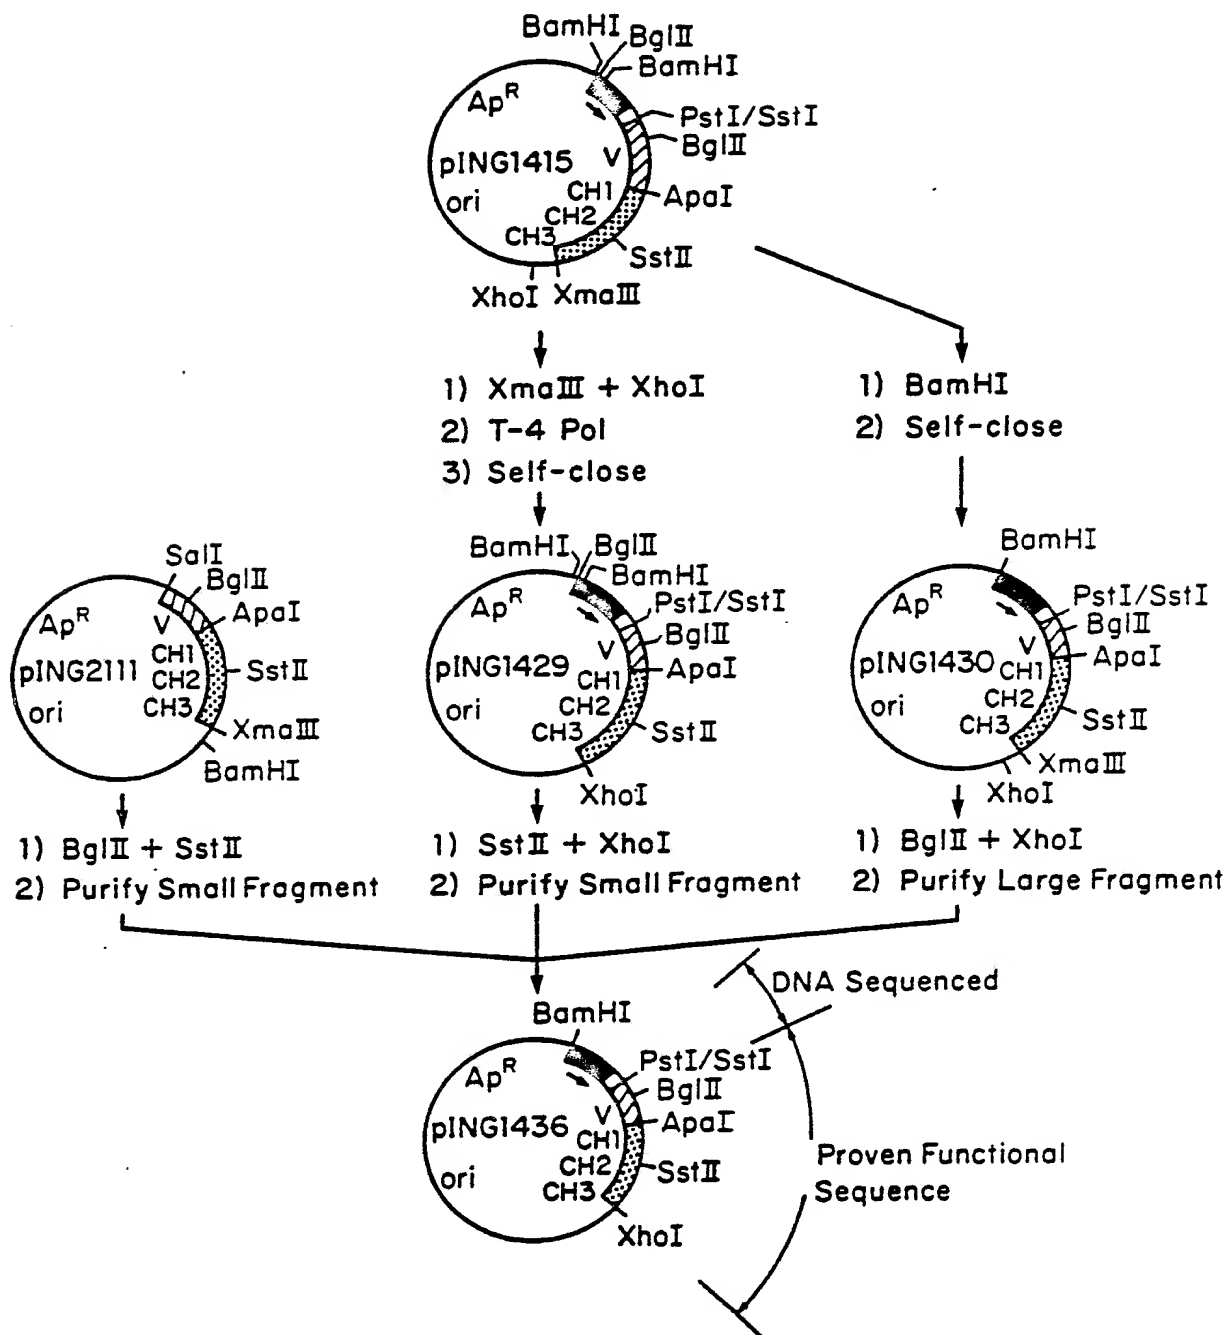 BamHI
BglII
BamHI
PstI/SstI
BglII
ApaI
SstII
XmaIII
XhoI
Ap^R
pING1415
ori
V
CH1
CH2
CH3
1) XmaIII + XhoI
2) T-4 Pol
3) Self-close
1) BamHI
2) Self-close
SalI
BglII
ApaI
SstII
XmaIII
BamHI
Ap^R
pING2111
ori
V
CH1
CH2
CH3
BamHI
BglII
BamHI
PstI/SstI
BglII
ApaI
SstII
XhoI
Ap^R
pING1429
ori
V
CH1
CH2
CH3
BamHI
PstI/SstI
BglII
ApaI
SstII
XmaIII
XhoI
Ap^R
pING1430
ori
V
CH1
CH2
CH3
1) BglII + SstII
2) Purify Small Fragment
1) SstII + XhoI
2) Purify Small Fragment
1) BglII + XhoI
2) Purify Large Fragment
BamHI
PstI/SstI
BglII
ApaI
SstII
XhoI
Ap^R
pING1436
ori
V
CH1
CH2
CH3
DNA Sequenced
Proven Functional
Sequence